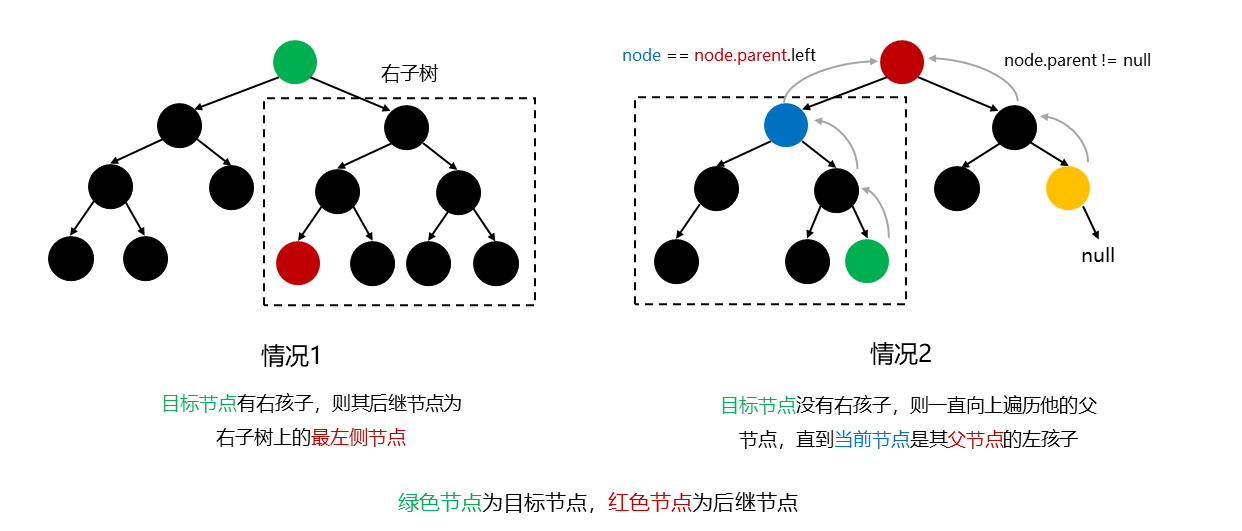 右子树
node == node.parent.left
node.parent != null
null
情况1
情况2
目标节点有右孩子，则其后继节点为
右子树上的最左侧节点
目标节点没有右孩子，则一直向上遍历他的父
节点，直到当前节点是其父节点的左孩子
绿色节点为目标节点，红色节点为后继节点